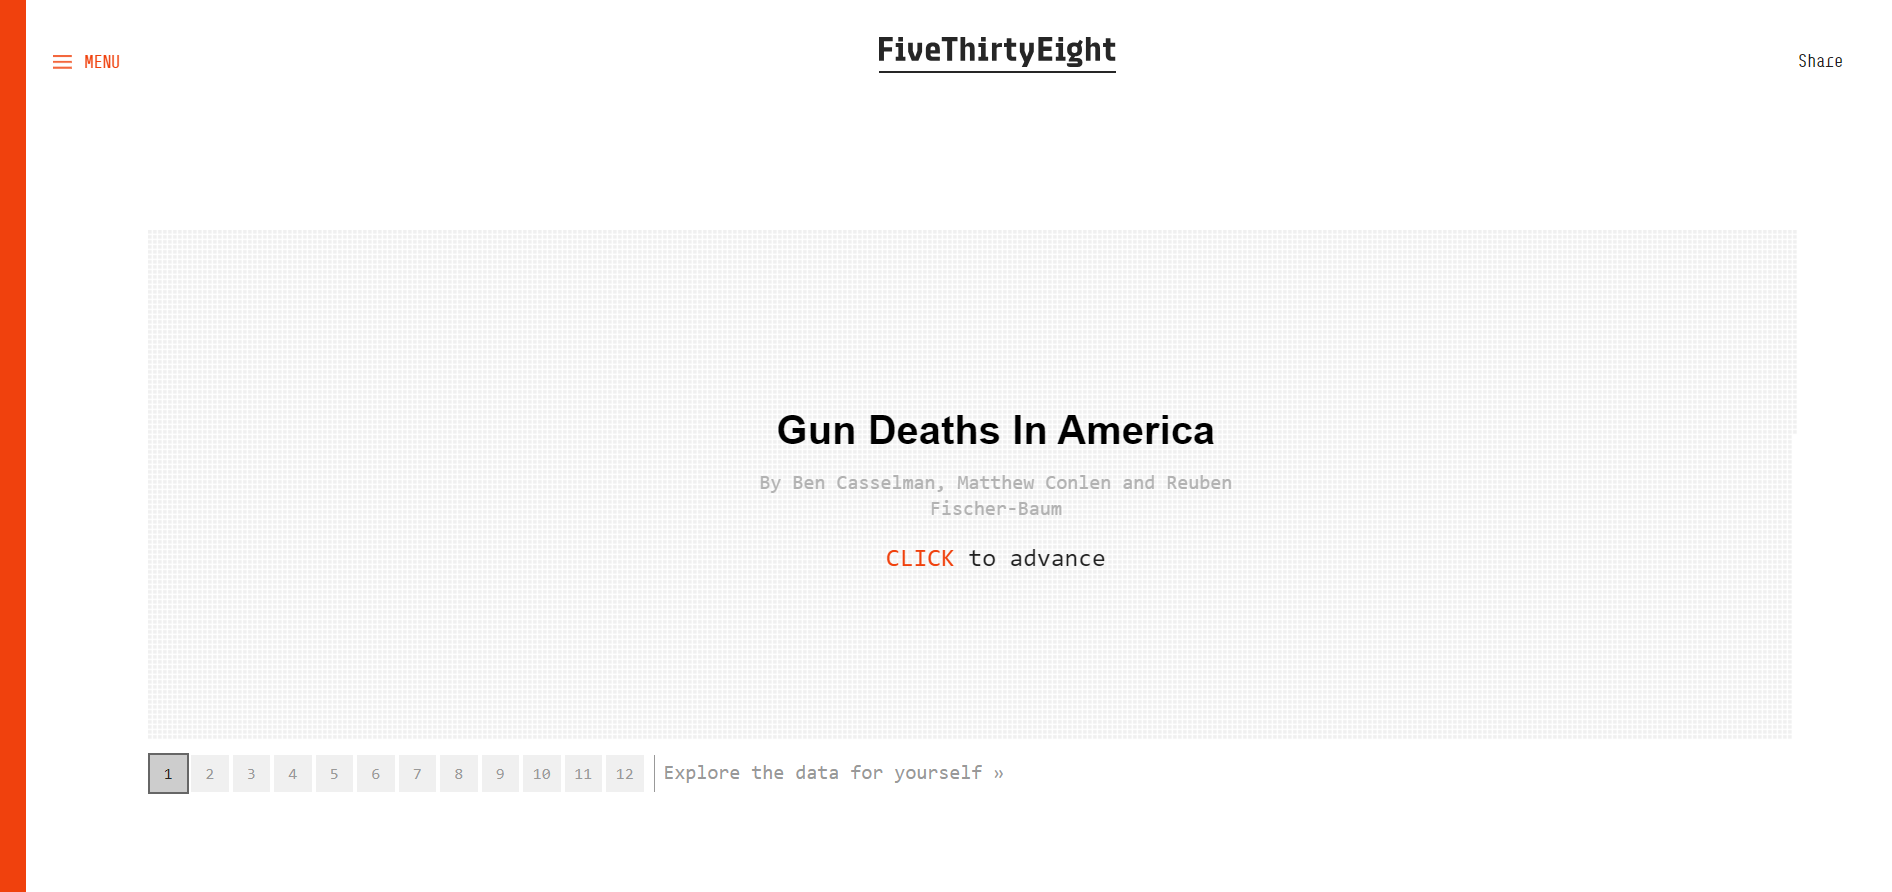 MENU
FiveThirtyEight
Share
Gun Deaths In America
By Ben Casselman, Matthew Conlen and Reuben
Fischer-Baum
CLICK to advance
1 2 3 4 5 6 7 8 9 10 11 12 Explore the data for yourself »